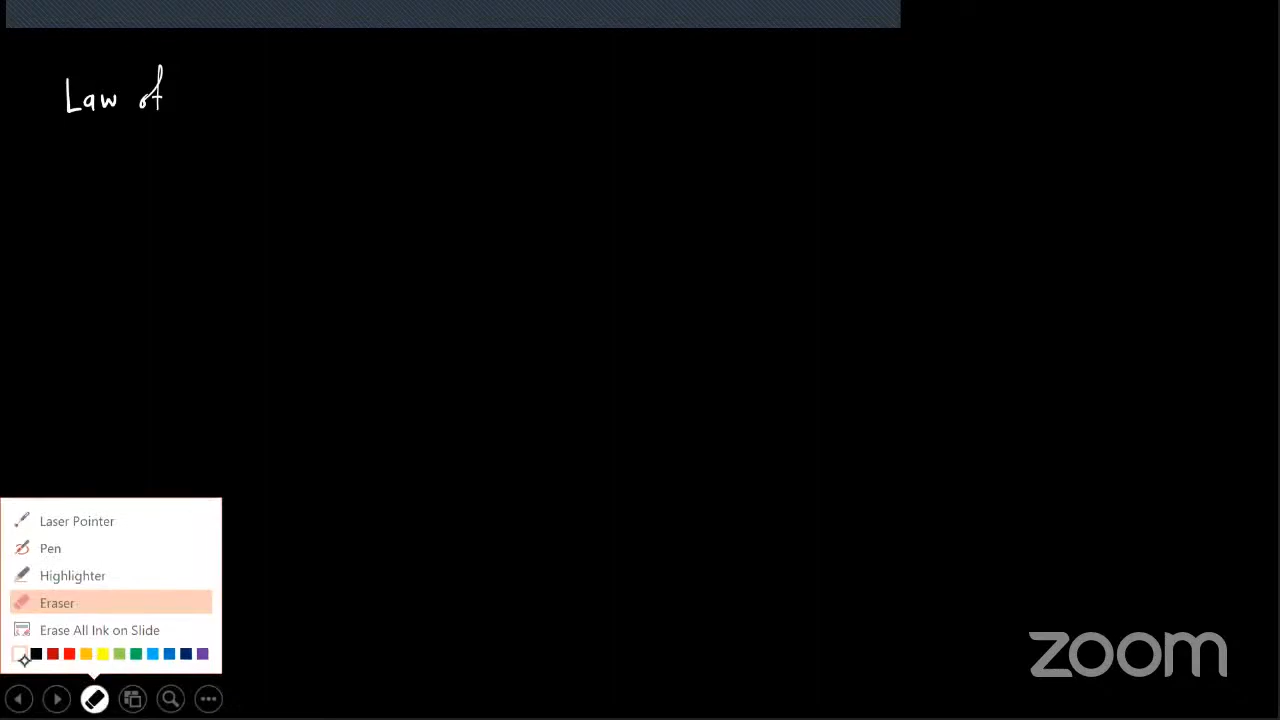 Law of
Laser Pointer
Pen
Highlighter
Eraser
Erase All Ink on Slide
zoom